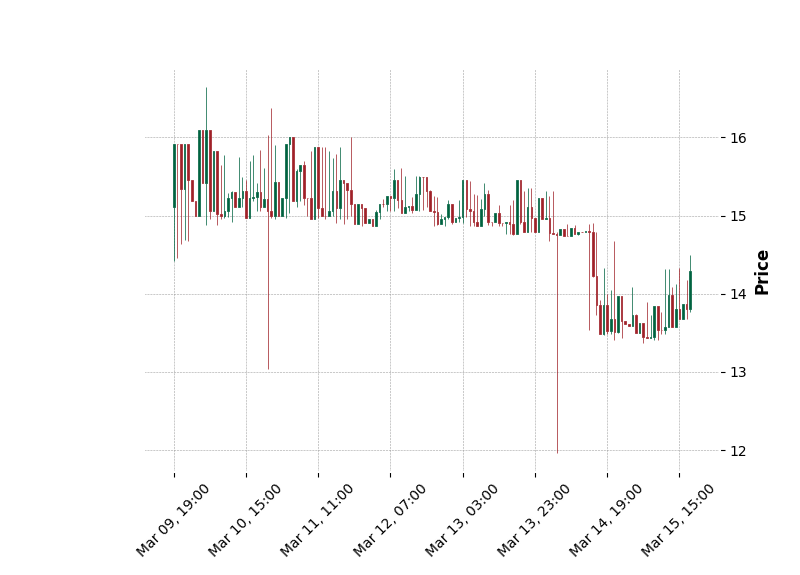 16
15
14
13
12
Price
Mar 09, 19:00
Mar 10, 15:00
Mar 11, 11:00
Mar 12, 07:00
Mar 13, 03:00
Mar 13, 23:00
Mar 14, 19:00
Mar 15, 15:00